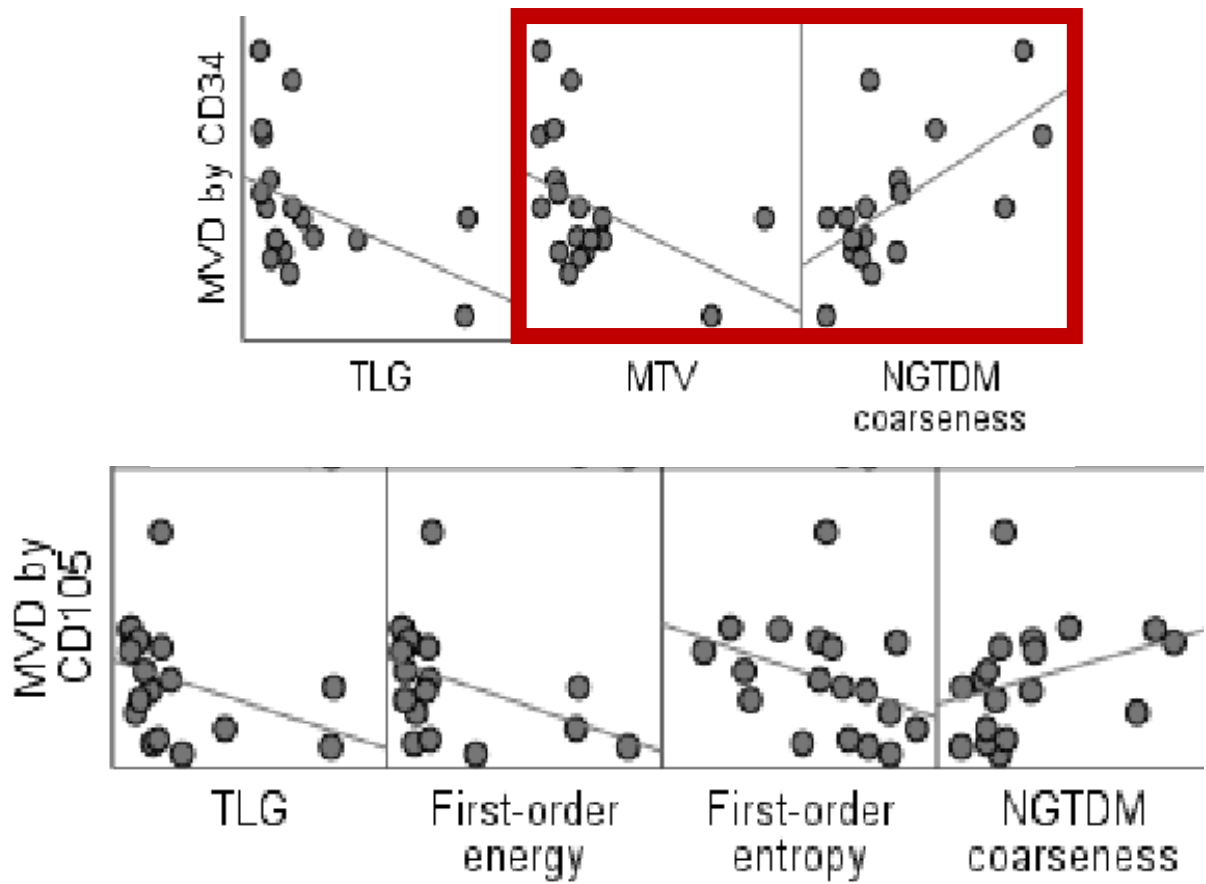 MVD by CD34
TLG
MTV
NGTDM
coarseness
MVD by
CD105
TLG
First-order
energy
First-order
entropy
NGTDM
coarseness